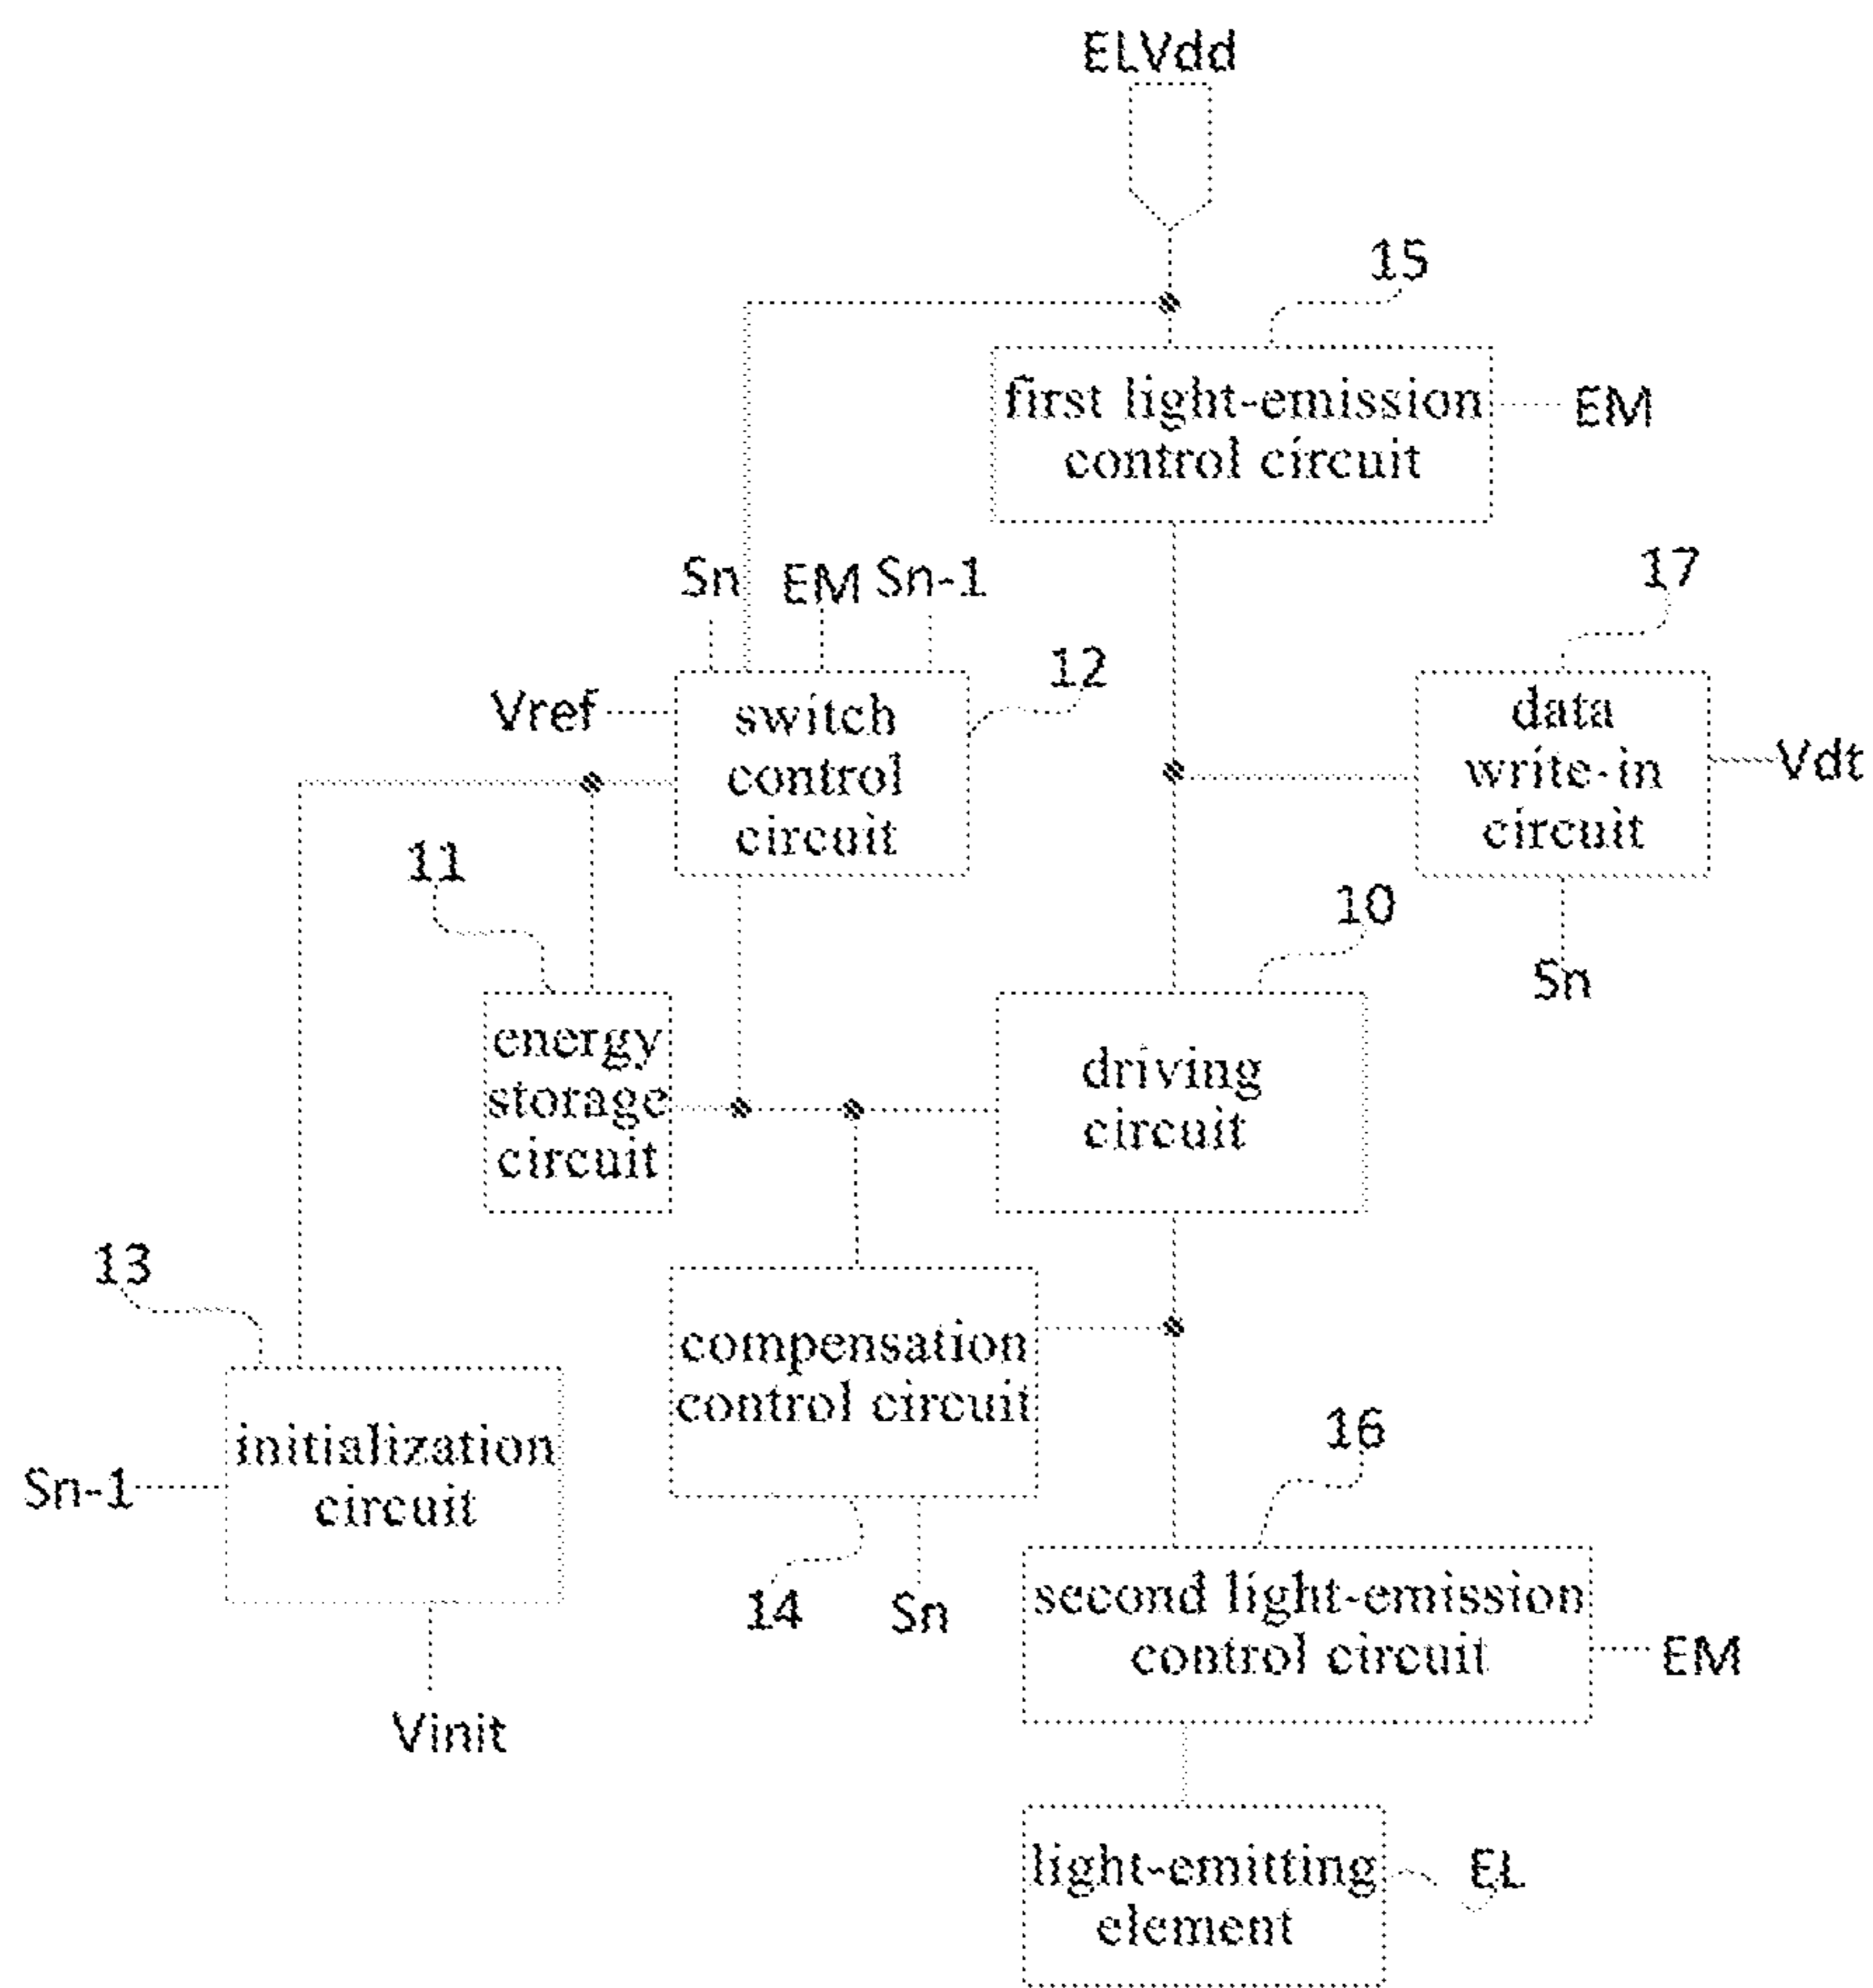 ELVdd
15
first light-emission
control circuit
EM
Sn
EM
Sn-1
17
12
Vref
switch
control
circuit
data
write-in
circuit
Vdt
11
10
Sn
energy
storage
circuit
driving
circuit
13
compensation
control circuit
16
initialization
circuit
Sn-1
14
Sn
second light-emission
control circuit
EM
Vinit
light-emitting
element
EL